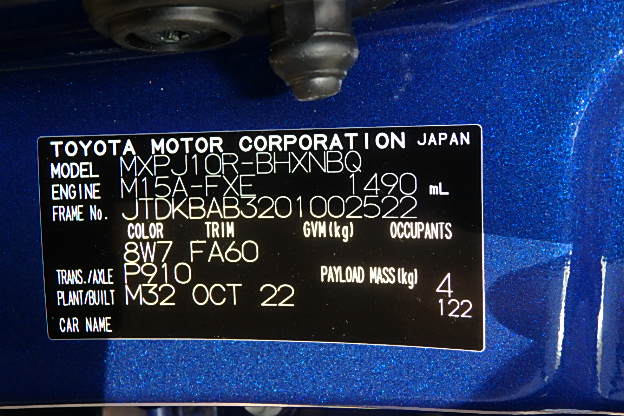 TOYOTA MOTOR CORPORATION JAPAN
MODEL MXPJ10R-BHXNBQ
ENGINE M15A-FXE 1490 mL
FRAME No. JTDKBAB3201002522
COLOR TRIM GVM(kg) OCCUPANTS
8W7 FA60
TRANS./AXLE P910 PAYLOAD MASS(kg) 4
PLANT/BUILT M32 OCT 22 122
CAR NAME